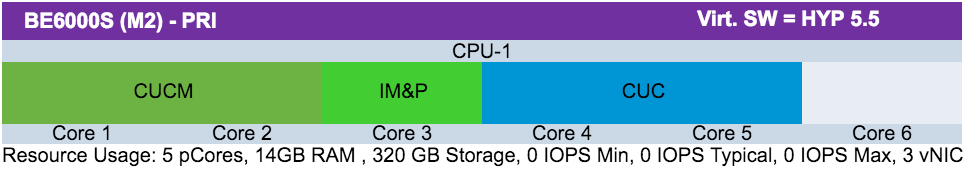 BE6000S (M2) - PRI Virt. SW = HYP 5.5
CPU-1
CUCM IM&P CUC
Core 1 Core 2 Core 3 Core 4 Core 5 Core 6
Resource Usage: 5 pCores, 14GB RAM , 320 GB Storage, 0 IOPS Min, 0 IOPS Typical, 0 IOPS Max, 3 vNIC